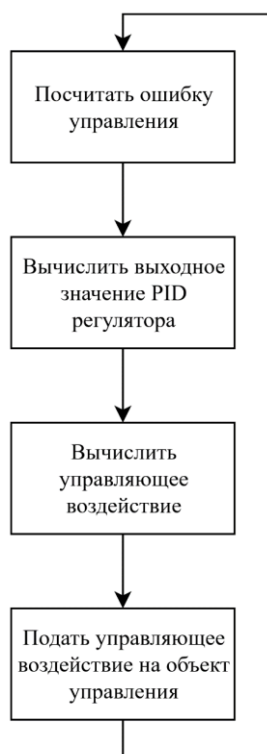 Посчитать ошибку
управления
Вычислить выходное
значение PID
регулятора
Вычислить
управляющее
воздействие
Подать управляющее
воздействие на объект
управления